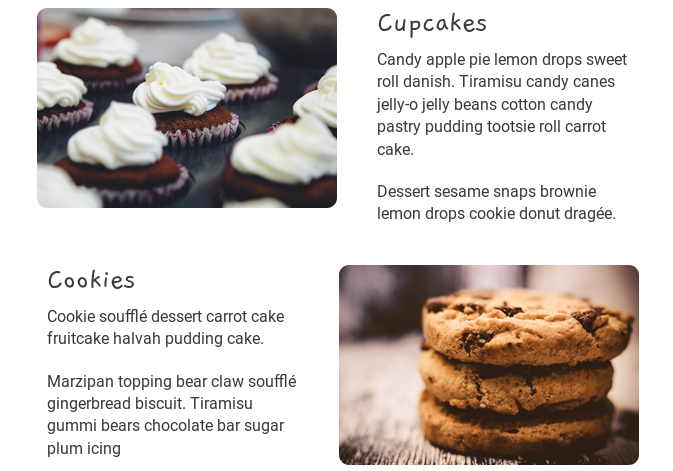 Cupcakes
Candy apple pie lemon drops sweet
roll danish. Tiramisu candy canes
jelly-o jelly beans cotton candy
pastry pudding tootsie roll carrot
cake.
Dessert sesame snaps brownie
lemon drops cookie donut dragée.
Cookies
Cookie soufflé dessert carrot cake
fruitcake halvah pudding cake.
Marzipan topping bear claw soufflé
gingerbread biscuit. Tiramisu
gummi bears chocolate bar sugar
plum icing